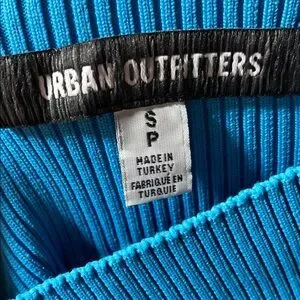 URBAN OUTFITTERS
S
P
MADE IN
TURKEY
FABRIQUÉ EN
TURQUIE